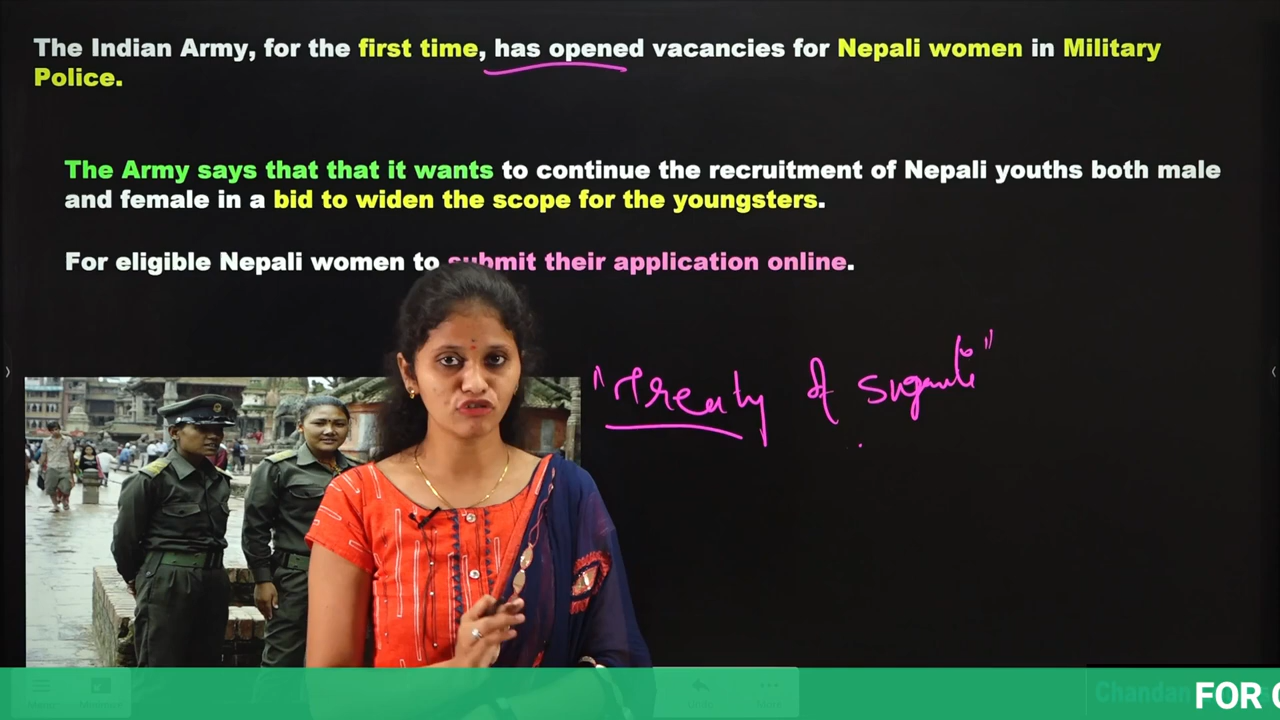 The Indian Army, for the first time, has opened vacancies for Nepali women in Military
Police.
The Army says that that it wants to continue the recruitment of Nepali youths both male
and female in a bid to widen the scope for the youngsters.
For eligible Nepali women to submit their application online.
"Treaty of
Chandan
FOR